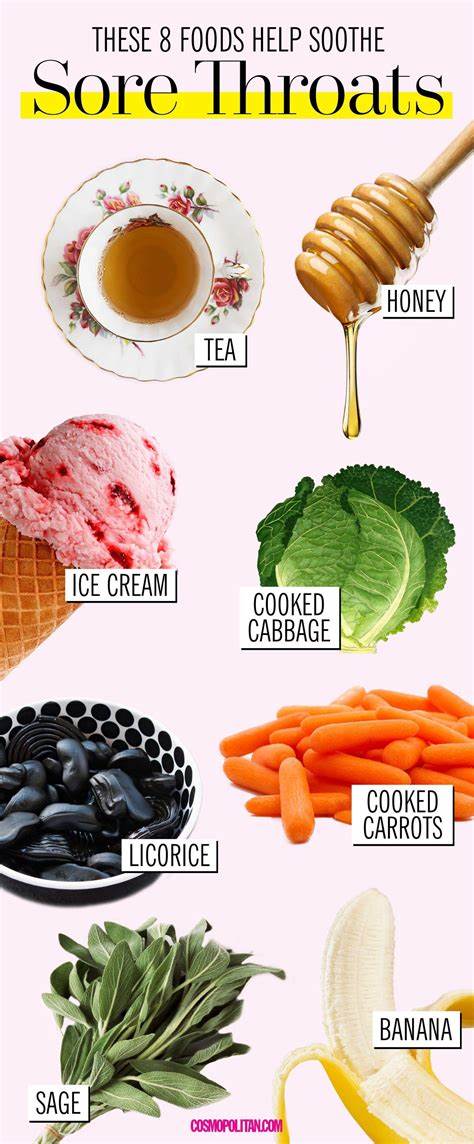 THESE 8 FOODS HELP SOOTHE
Sore Throats
TEA
HONEY
ICE CREAM
COOKED
CABBAGE
LICORICE
COOKED
CARROTS
SAGE
BANANA
COSMOPOLITAN.COM